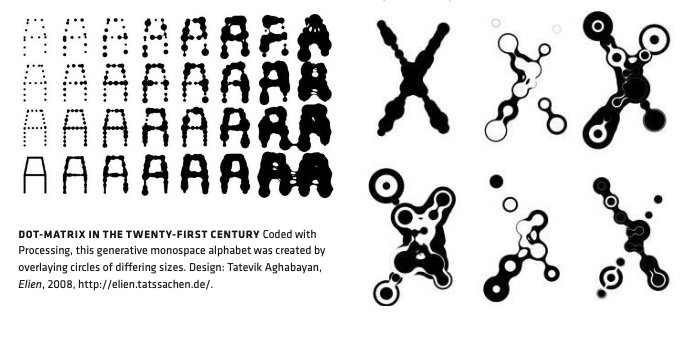 DOT-MATRIX IN THE TWENTY-FIRST CENTURY Coded with
Processing, this generative monospace alphabet was created by
overlaying circles of differing sizes. Design: Tatevik Aghabayan,
Elien, 2008, http://elien.tatssachen.de/.